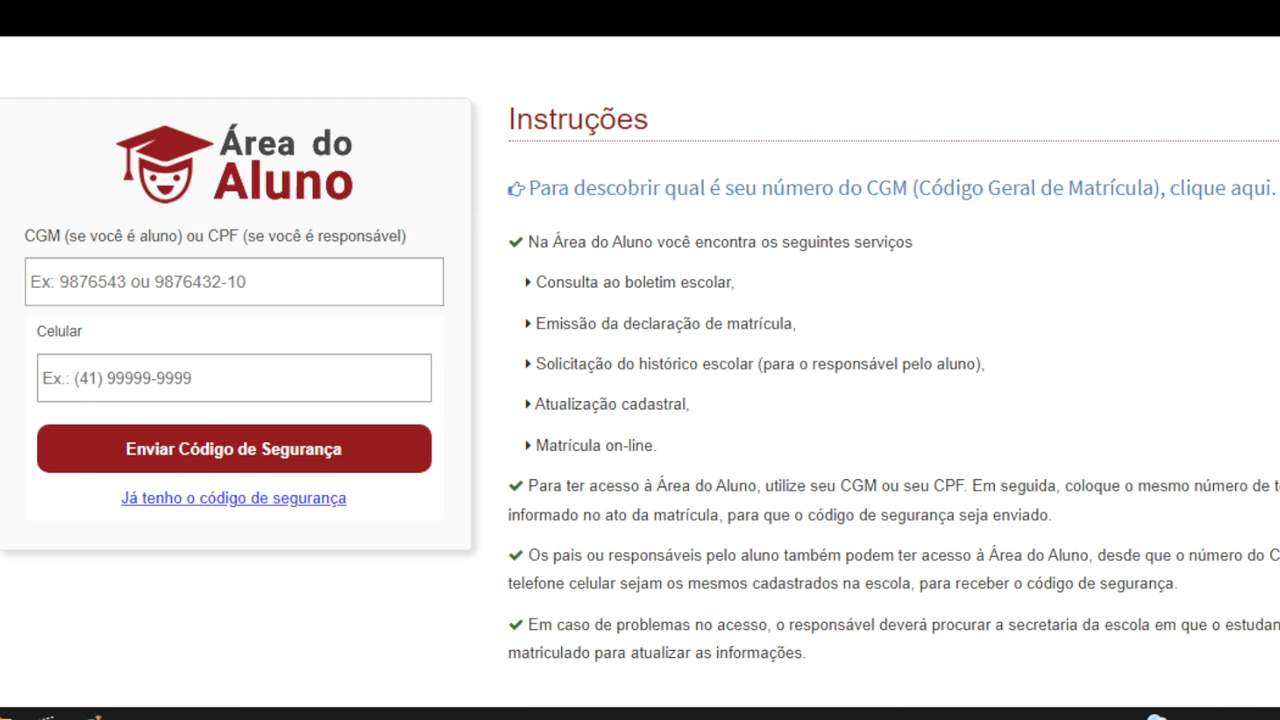 Área do
Aluno
CGM (se você é aluno) ou CPF (se você é responsável)
Ex: 9876543 ou 9876432-10
Celular
Ex.: (41) 99999-9999
Enviar Código de Segurança
Já tenho o código de segurança
Instruções
Para descobrir qual é seu número do CGM (Código Geral de Matrícula), clique aqui.
Na Área do Aluno você encontra os seguintes serviços
Consulta ao boletim escolar,
Emissão da declaração de matrícula,
Solicitação do histórico escolar (para o responsável pelo aluno),
Atualização cadastral,
Matrícula on-line.
Para ter acesso à Área do Aluno, utilize seu CGM ou seu CPF. Em seguida, coloque o mesmo número de
informado no ato da matrícula, para que o código de segurança seja enviado.
Os pais ou responsáveis pelo aluno também podem ter acesso à Área do Aluno, desde que o número do
telefone celular sejam os mesmos cadastrados na escola, para receber o código de segurança.
Em caso de problemas no acesso, o responsável deverá procurar a secretaria da escola em que o
matriculado para atualizar as informações.